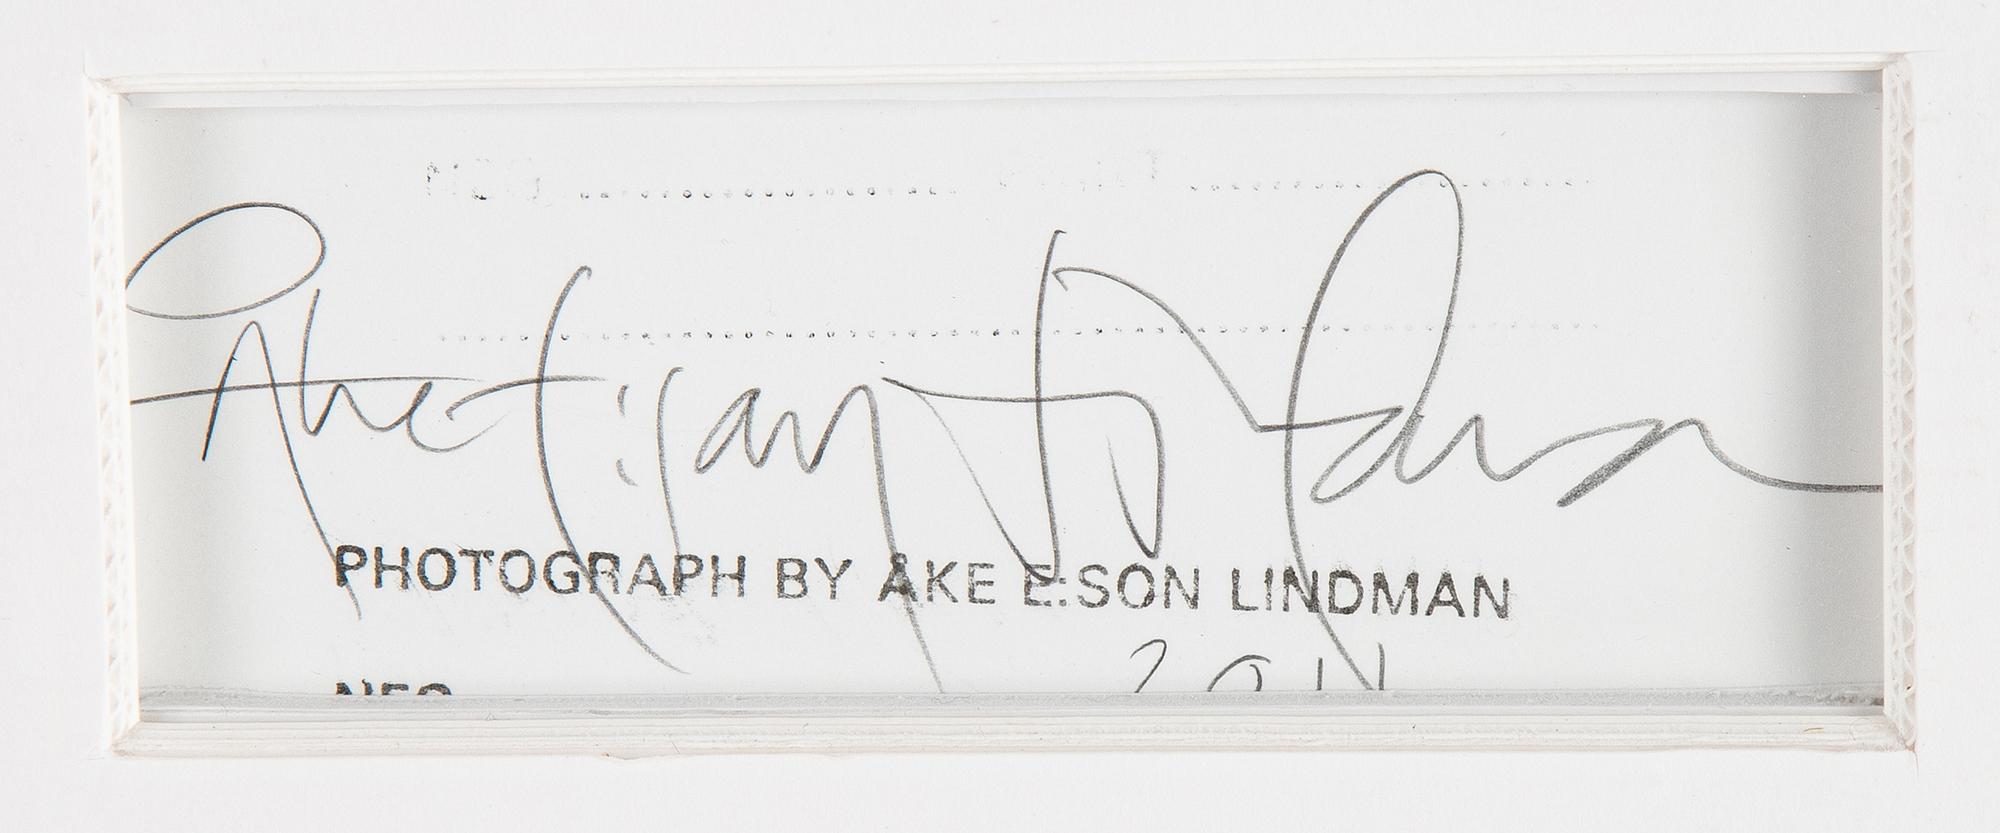 Åke E:son Lindman
PHOTOGRAPH BY ÅKE E:SON LINDMAN